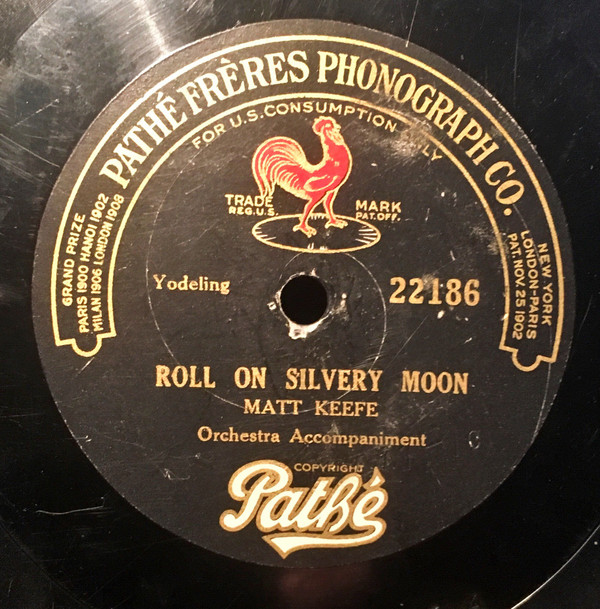 PATHÉ FRÈRES PHONOGRAPH CO.
FOR U.S. CONSUMPTION ONLY
GRAND PRIZE
PARIS 1900 HANOI 1902
MILAN 1906 LONDON 1908
NEW YORK
LONDON-PARIS
PAT. NOV. 25 1902
TRADE MARK
REG. U.S. PAT. OFF.
Yodeling 22186
ROLL ON SILVERY MOON
MATT KEEFE
Orchestra Accompaniment
COPYRIGHT
Pathé